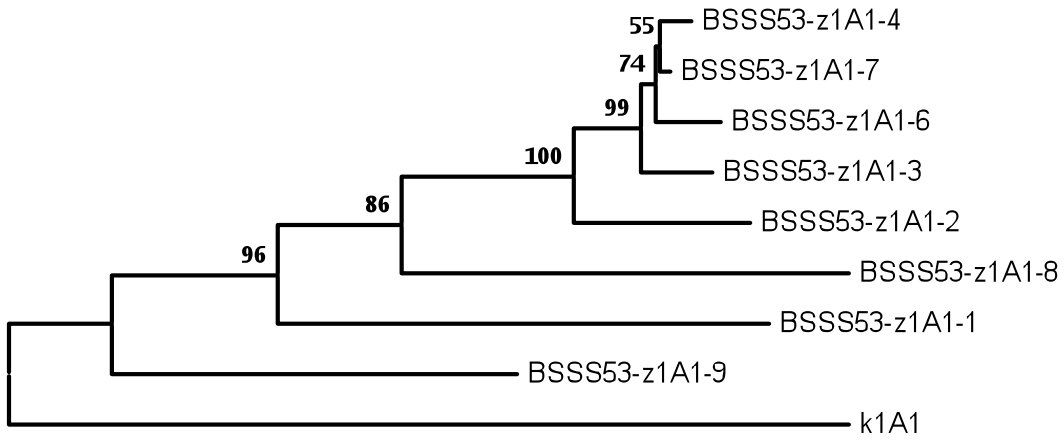 55 BSSS53-z1A1-4
74 BSSS53-z1A1-7
99 BSSS53-z1A1-6
100 BSSS53-z1A1-3
86 BSSS53-z1A1-2
96 BSSS53-z1A1-8
BSSS53-z1A1-1
BSSS53-z1A1-9
k1A1